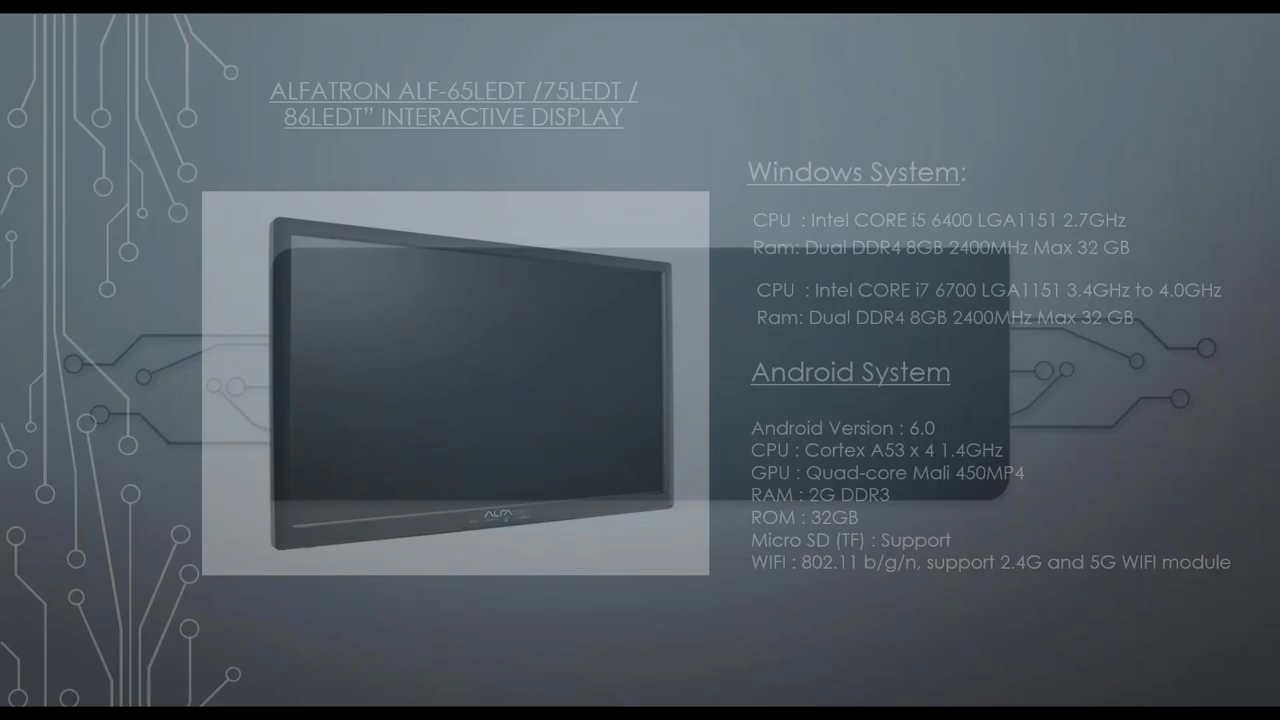 ALFATRON ALF-65LEDT /75LEDT /
86LEDT” INTERACTIVE DISPLAY
Windows System:
CPU : Intel CORE i5 6400 LGA1151 2.7GHz
Ram: Dual DDR4 8GB 2400MHz Max 32 GB
CPU : Intel CORE i7 6700 LGA1151 3.4GHz to 4.0GHz
Ram: Dual DDR4 8GB 2400MHz Max 32 GB
Android System
Android Version : 6.0
CPU : Cortex A53 x 4 1.4GHz
GPU : Quad-core Mali 450MP4
RAM : 2G DDR3
ROM : 32GB
Micro SD (TF) : Support
WIFI : 802.11 b/g/n, support 2.4G and 5G WIFI module
ALFA